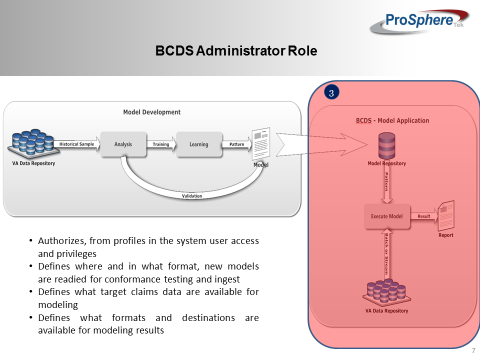 ProSphere Tek
BCDS Administrator Role
3
Model Development
BCDS - Model Application
Historical Sample
Analysis
Training
Learning
Pattern
VA Data Repository
Model
Validation
Model Repository
Pattern
Execute Model
Result
Report
Batch or Stream
VA Data Repository
• Authorizes, from profiles in the system user access
and privileges
• Defines where and in what format, new models
are readied for conformance testing and ingest
• Defines what target claims data are available for
modeling
• Defines what formats and destinations are
available for modeling results
7